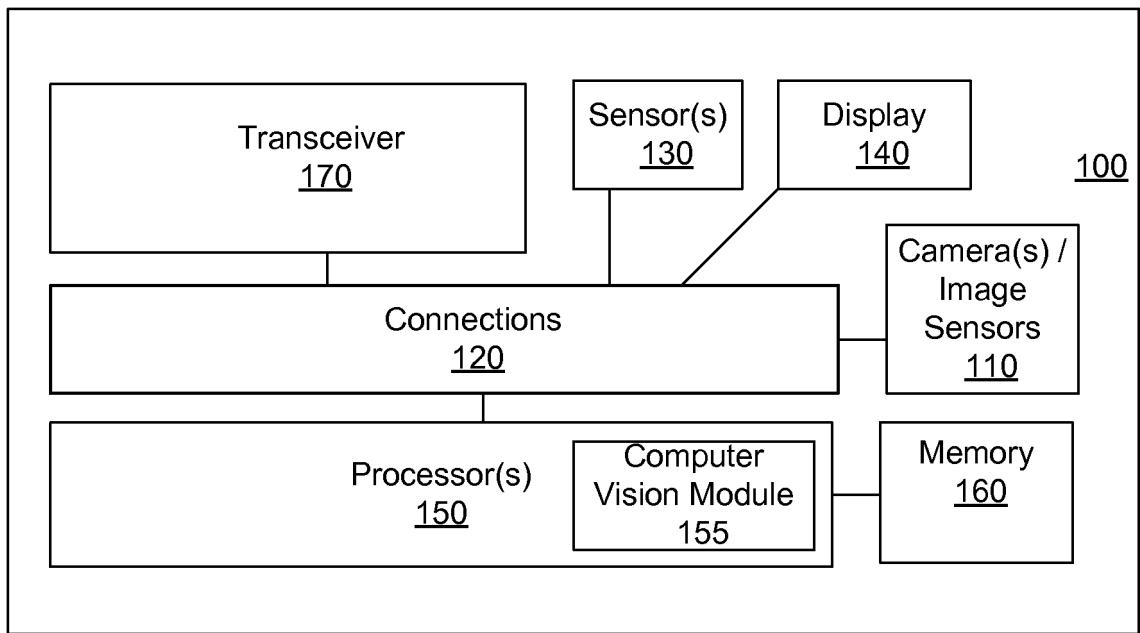 Transceiver
170
Sensor(s)
130
Display
140
100
Camera(s) /
Image
Sensors
110
Connections
120
Processor(s)
150
Computer
Vision Module
155
Memory
160